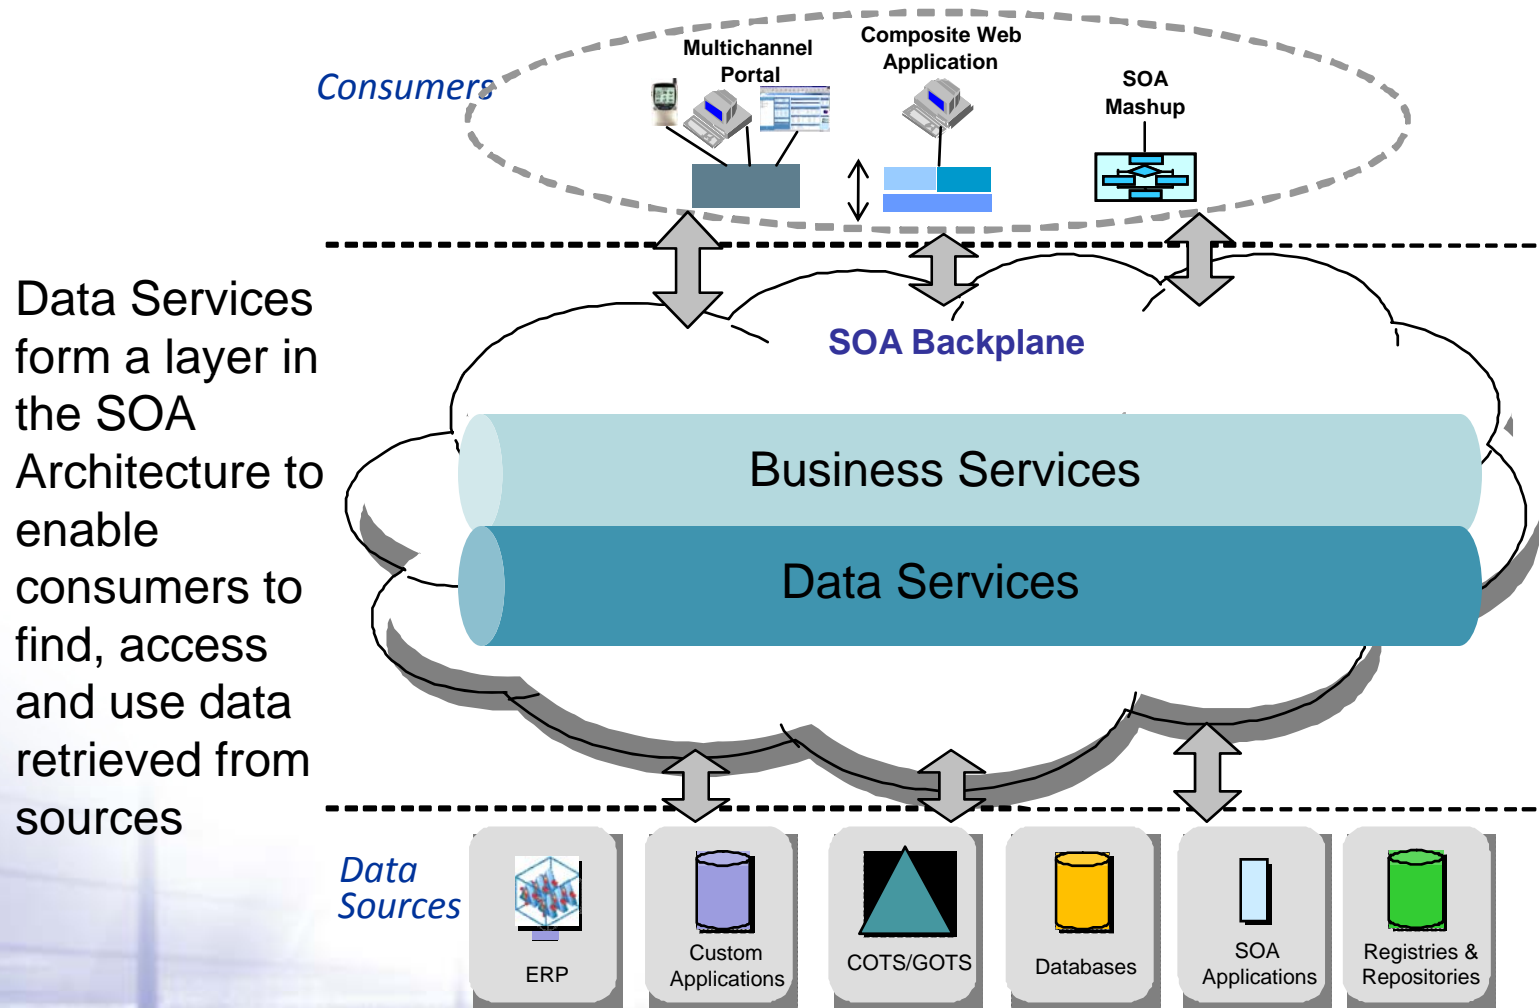 Consumers
Multichannel
Portal
Composite Web
Application
SOA
Mashup
Data Services
form a layer in
the SOA
Architecture to
enable
consumers to
find, access
and use data
retrieved from
sources
SOA Backplane
Business Services
Data Services
Data
Sources
ERP
Custom
Applications
COTS/GOTS
Databases
SOA
Applications
Registries &
Repositories